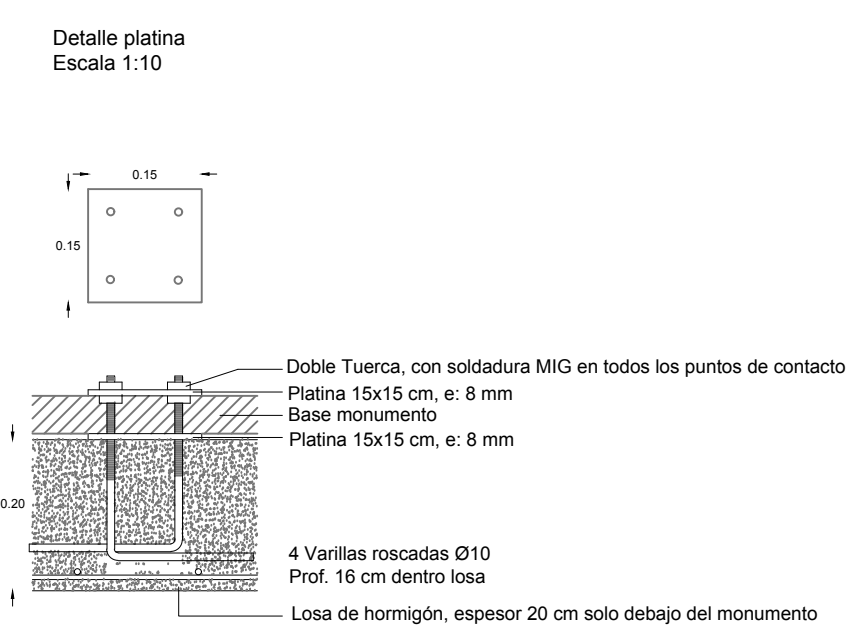 Detalle platina
Escala 1:10
0.15
0.15
Doble Tuerca, con soldadura MIG en todos los puntos de contacto
Platina 15x15 cm, e: 8 mm
Base monumento
Platina 15x15 cm, e: 8 mm
0.20
4 Varillas roscadas Ø10
Prof. 16 cm dentro losa
Losa de hormigón, espesor 20 cm solo debajo del monumento